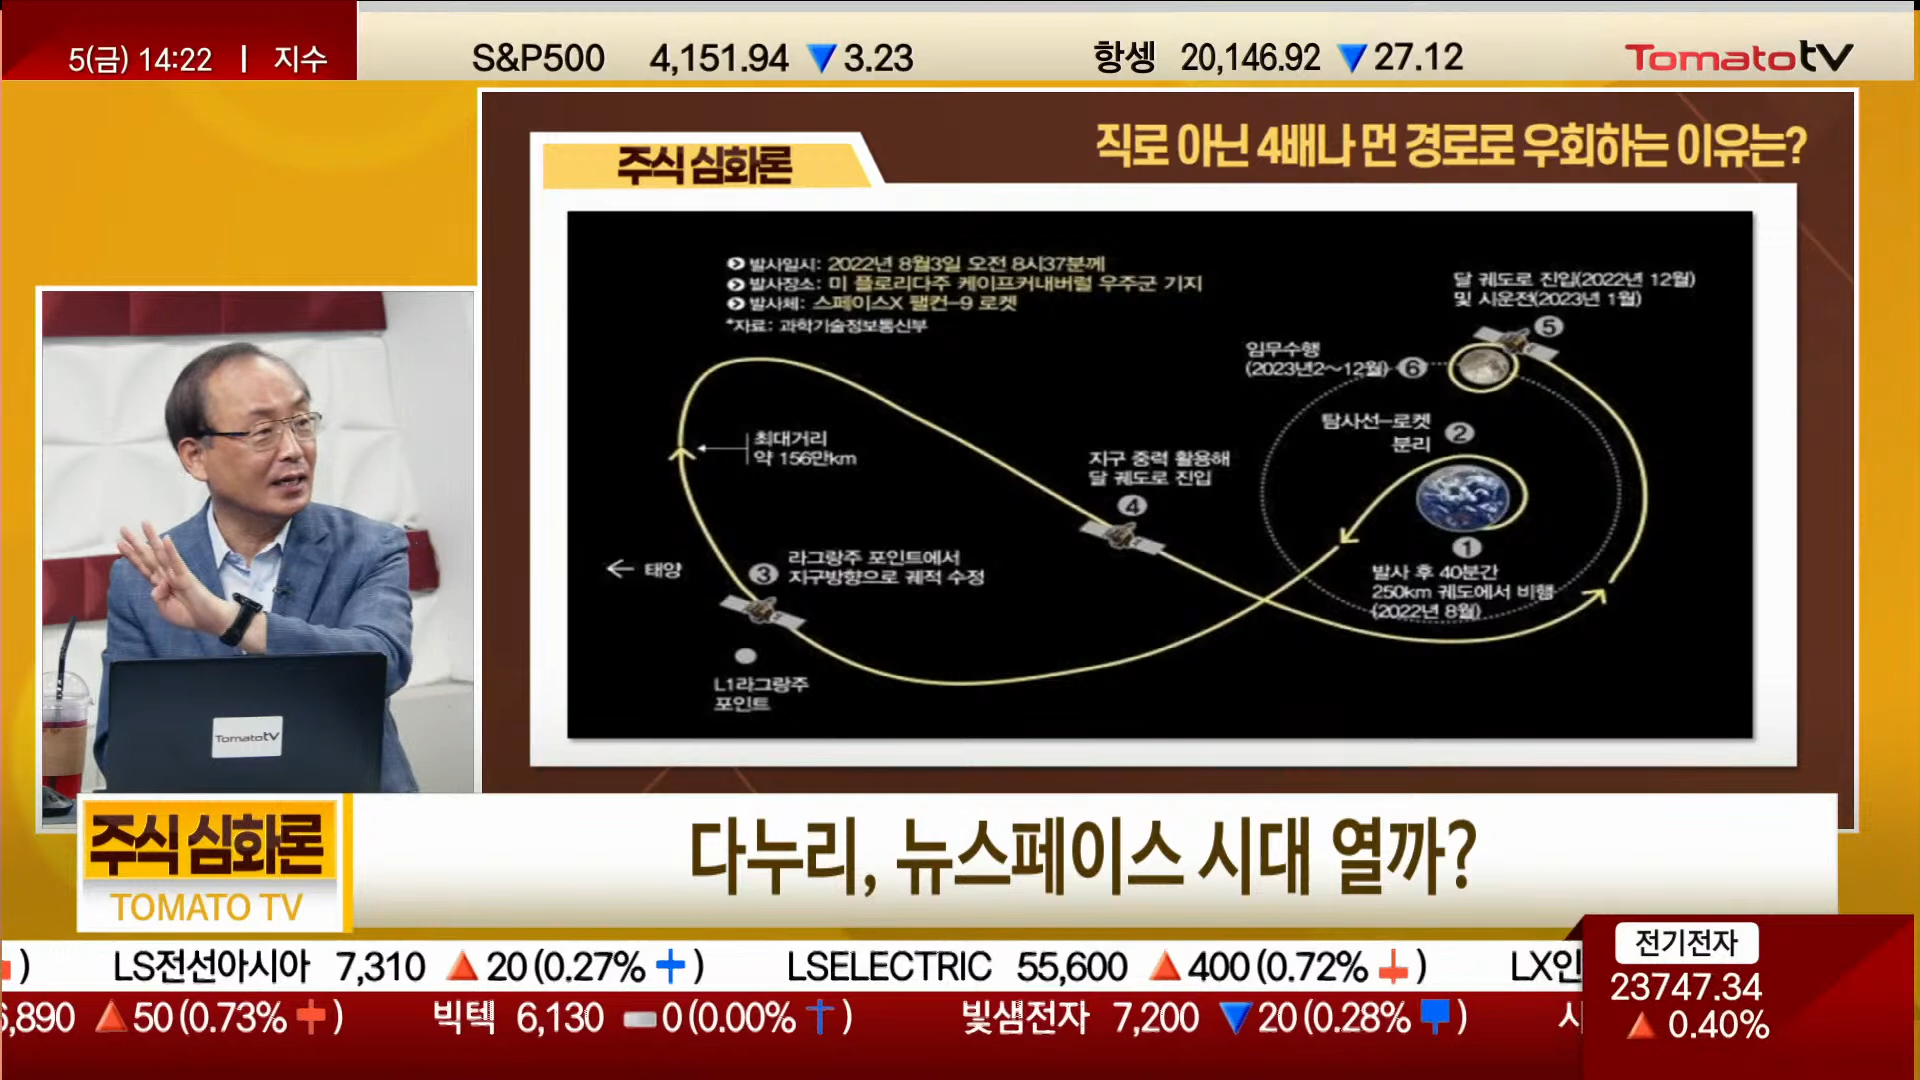 5(금) 14:22 | 지수
S&P500 4,151.94 ▼3.23
항셍 20,146.92 ▼27.12
Tomatotv
주식 심화론
직로 아닌 4배나 먼 경로로 우회하는 이유는?
발사일시: 2022년 8월3일 오전 8시37분께
발사장소: 미 플로리다주 케이프커내버럴 우주군 기지
발사체: 스페이스X 팰컨-9 로켓
*자료: 과학기술정보통신부
달 궤도로 진입(2022년 12월)
및 시운전(2023년 1월)
5
임무수행
(2023년2~12월)
6
탐사선-로켓
분리
2
최대거리
약 156만km
지구 중력 활용해
달 궤도로 진입
4
← 태양
3
라그랑주 포인트에서
지구방향으로 궤적 수정
1
발사 후 40분간
250km 궤도에서 비행
(2022년 8월)
L1라그랑주
포인트
Tomatotv
주식 심화론
TOMATO TV
다누리, 뉴스페이스 시대 열까?
) LS전선아시아 7,310 ▲20(0.27%) LSELECTRIC 55,600 ▲400(0.72%) LX인
6,890 ▲50(0.73%) 빅텍 6,130 0(0.00%) 빛샘전자 7,200 ▼20(0.28%)
전기전자
23747.34
▲ 0.40%